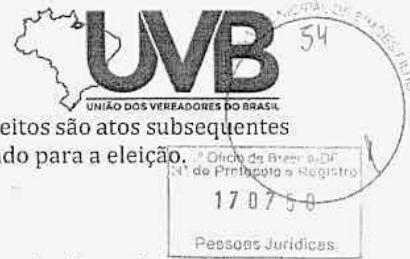 54
UVB
UNIÃO DOS VEREADORES DO BRASIL
eitos são atos subsequentes
ado para a eleição.
Ofício de Brasília-DF
Nº de Protocolo e Registro
170750
Pessoas Jurídicas